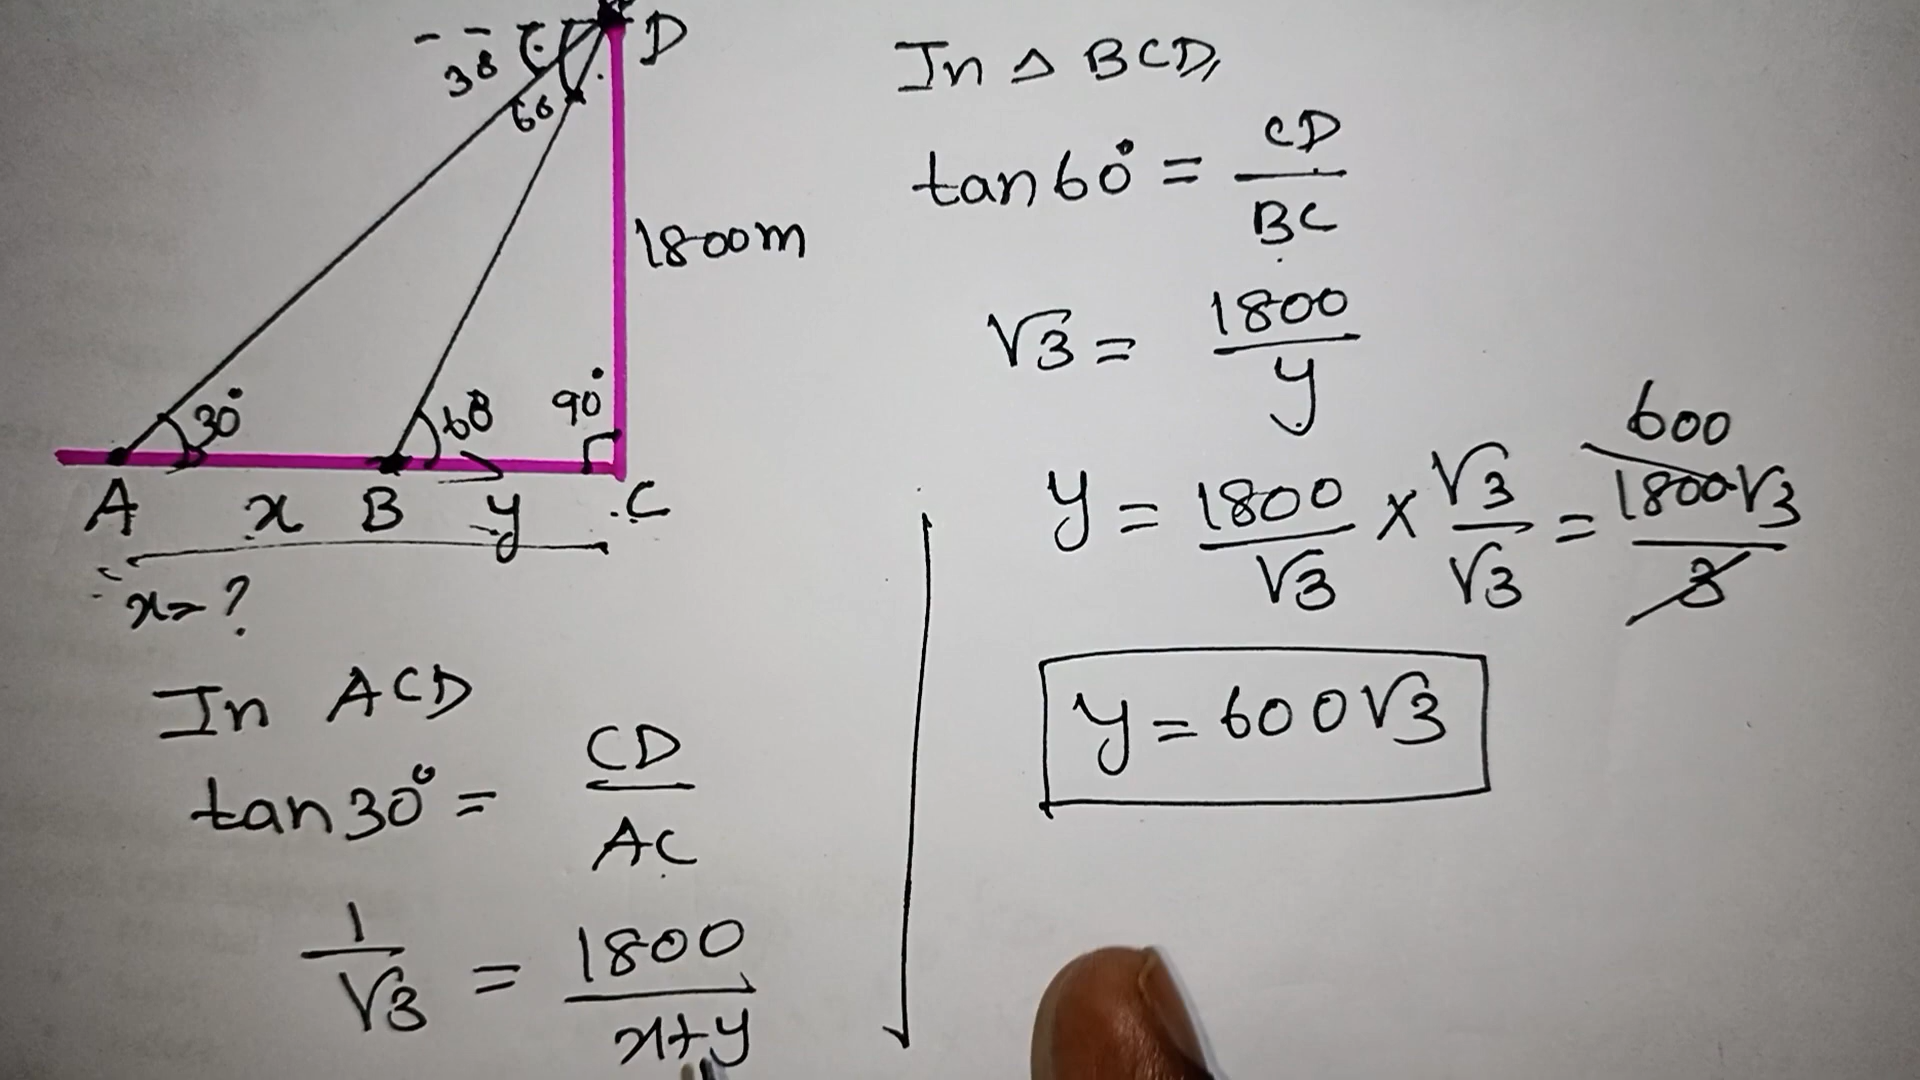 D
30°
60°
1800m
30°
60°
90°
A x B y C
x=?
In ACD
tan30° = CD/AC
1/√3 = 1800/x+y
In △ BCD,
tan60° = CD/BC
√3 = 1800/y
600
y = 1800/√3 × √3/√3 = 1800√3/3
y = 600√3